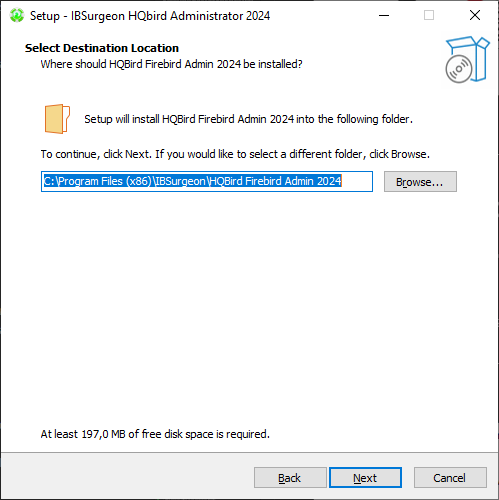 Setup - IBSurgeon HQbird Administrator 2024
Select Destination Location
Where should HQBird Firebird Admin 2024 be installed?
Setup will install HQBird Firebird Admin 2024 into the following folder.
To continue, click Next. If you would like to select a different folder, click Browse.
C:\Program Files (x86)\IBSurgeon\HQBird Firebird Admin 2024
Browse...
At least 197,0 MB of free disk space is required.
Back
Next
Cancel